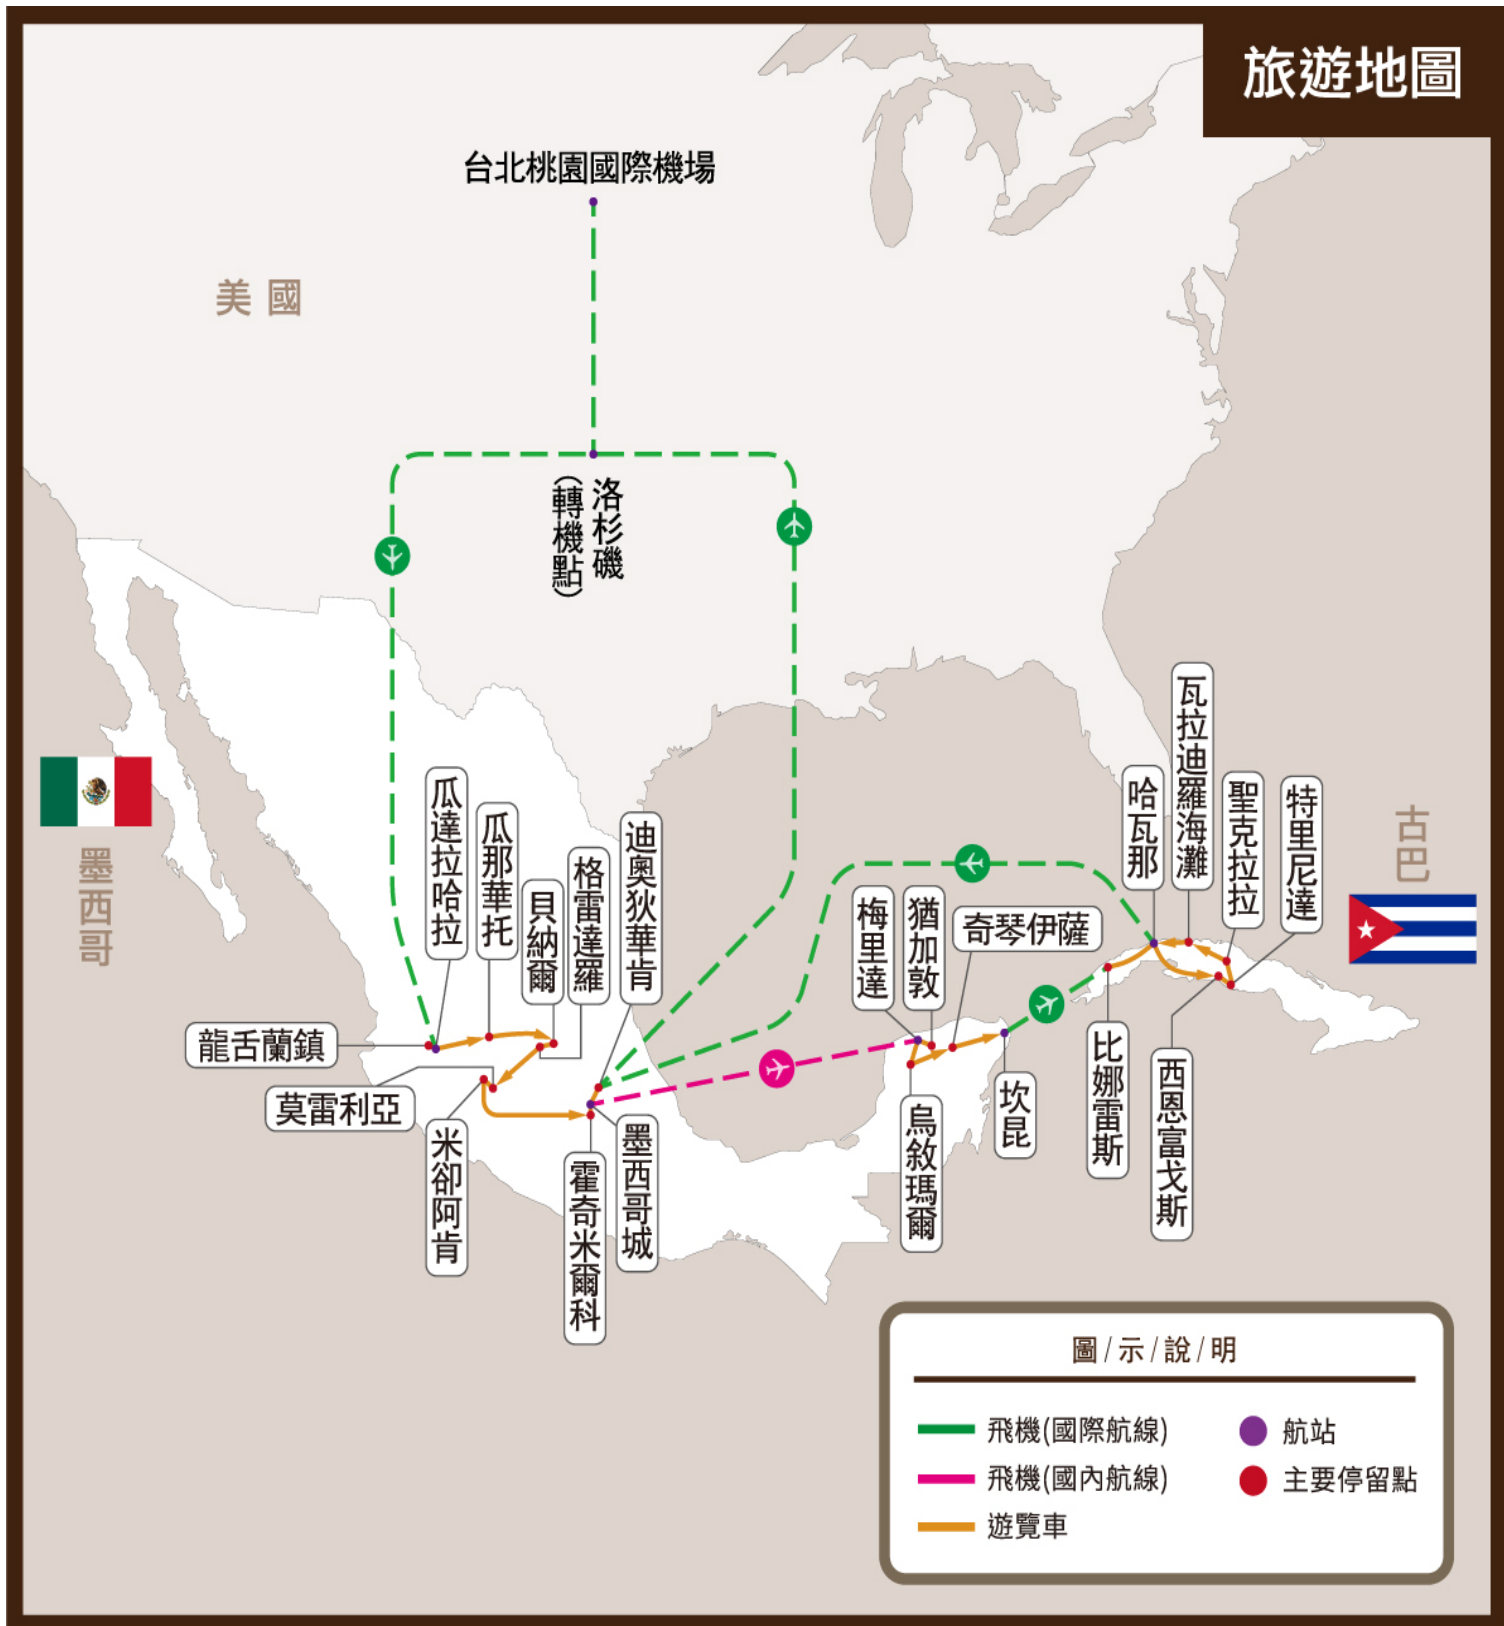 旅遊地圖
台北桃園國際機場
美國
洛杉磯
(轉機點)
墨西哥
古巴
瓜達拉哈拉
瓜那華托
貝納爾
格雷達羅
迪奧狄華肯
龍舌蘭鎮
莫雷利亞
米卻阿肯
霍奇米爾科
墨西哥城
梅里達
猶加敦
奇琴伊薩
烏敘瑪爾
坎昆
哈瓦那
瓦拉迪羅海灘
聖克拉拉
特里尼達
比娜雷斯
西恩富戈斯
圖/示/說/明
飛機(國際航線)
飛機(國內航線)
遊覽車
航站
主要停留點